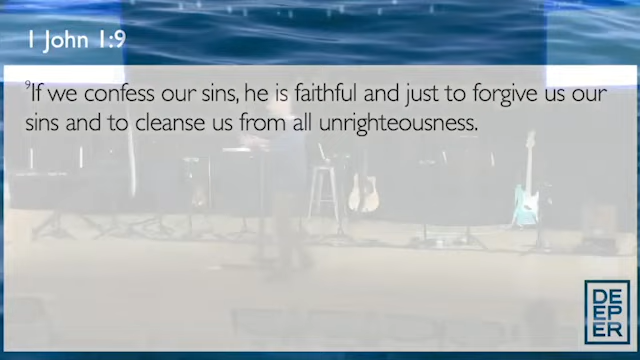 1 John 1:9
9If we confess our sins, he is faithful and just to forgive us our
sins and to cleanse us from all unrighteousness.
DE
EP
ER